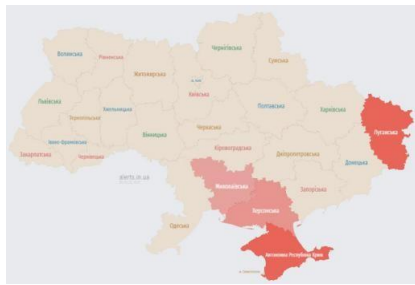 Чернігівська
Волинська
Рівненська
Сумська
Житомирська
Київська
Львівська
Полтавська
Харківська
Хмельницька
Тернопільська
Луганська
Черкаська
Вінницька
Івано-Франківська
Кіровоградська
Закарпатська
Чернівецька
Дніпропетровська
Донецька
alerts.in.ua
Миколаївська
Запорізька
Херсонська
Одеська
Автономна Республіка Крим